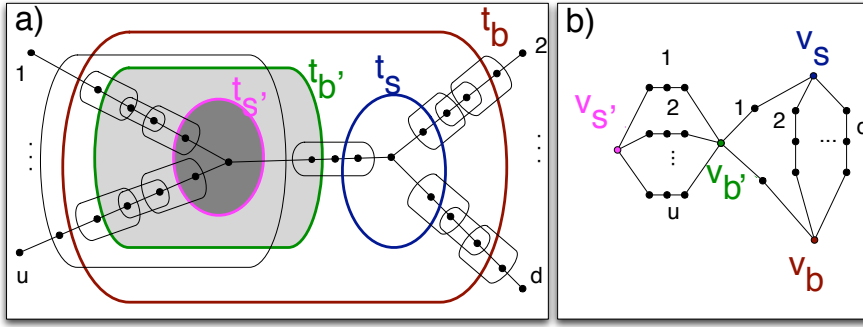 a)
t_b
2
1
t_b'
t_s
t_s'
⋮
⋮
u
d
b)
v_s
1
1
2
2
d
v_s'
...
⋮
v_b'
u
v_b